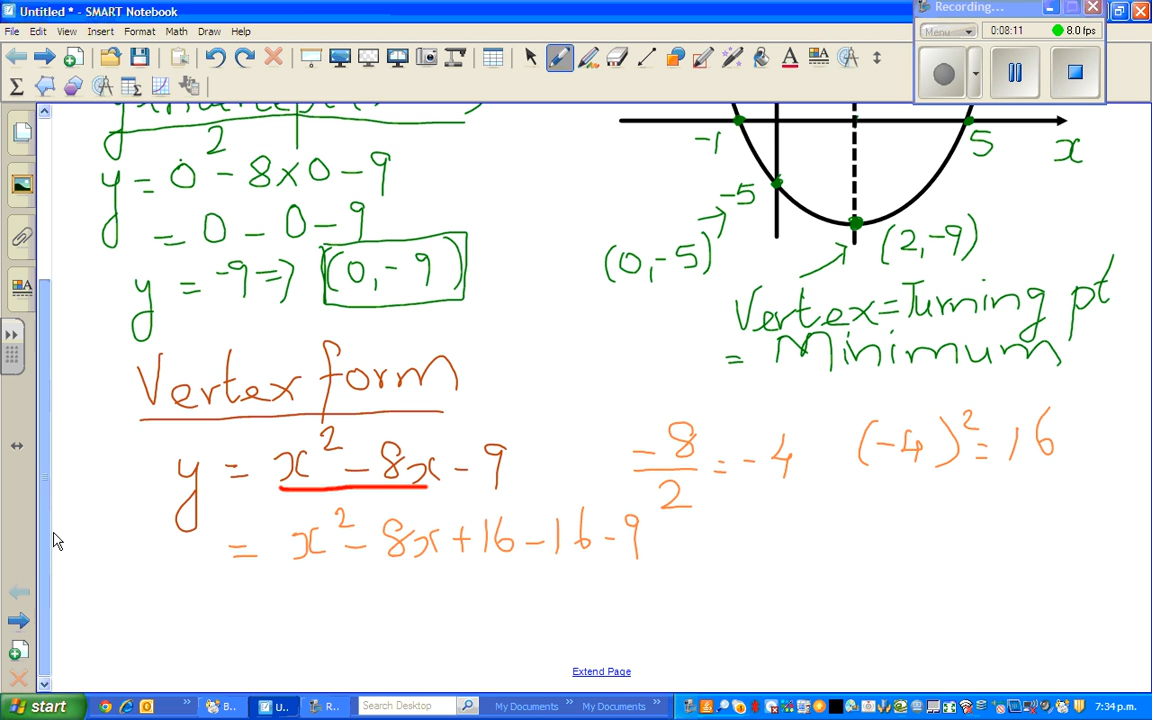 Untitled * - SMART Notebook
File Edit View Insert Format Math Draw Help
Recording...
Menu
0:08:11
8.0 fps
y = 0² - 8×0 - 9
= 0 - 0 - 9
y = -9 => (0, -9)
-1
5
x
-5
(0, -5)
(2, -9)
Vertex = Turning pt
= Minimum
Vertex form
y = x² - 8x - 9
-8/2 = -4 (-4)² = 16
= x² - 8x + 16 - 16 - 9
Extend Page
start
B...
U...
R...
Search Desktop
My Documents
My Documents
7:34 p.m.